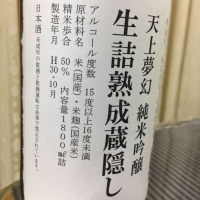 天上夢幻 純米吟醸
生詰熟成蔵隠し
アルコール度数 15度以上16度未満
原材料名 米(国産)・米麹(国産米)
精米歩合 50% 内容量1800ml詰
製造年月 H30・10月
日本酒